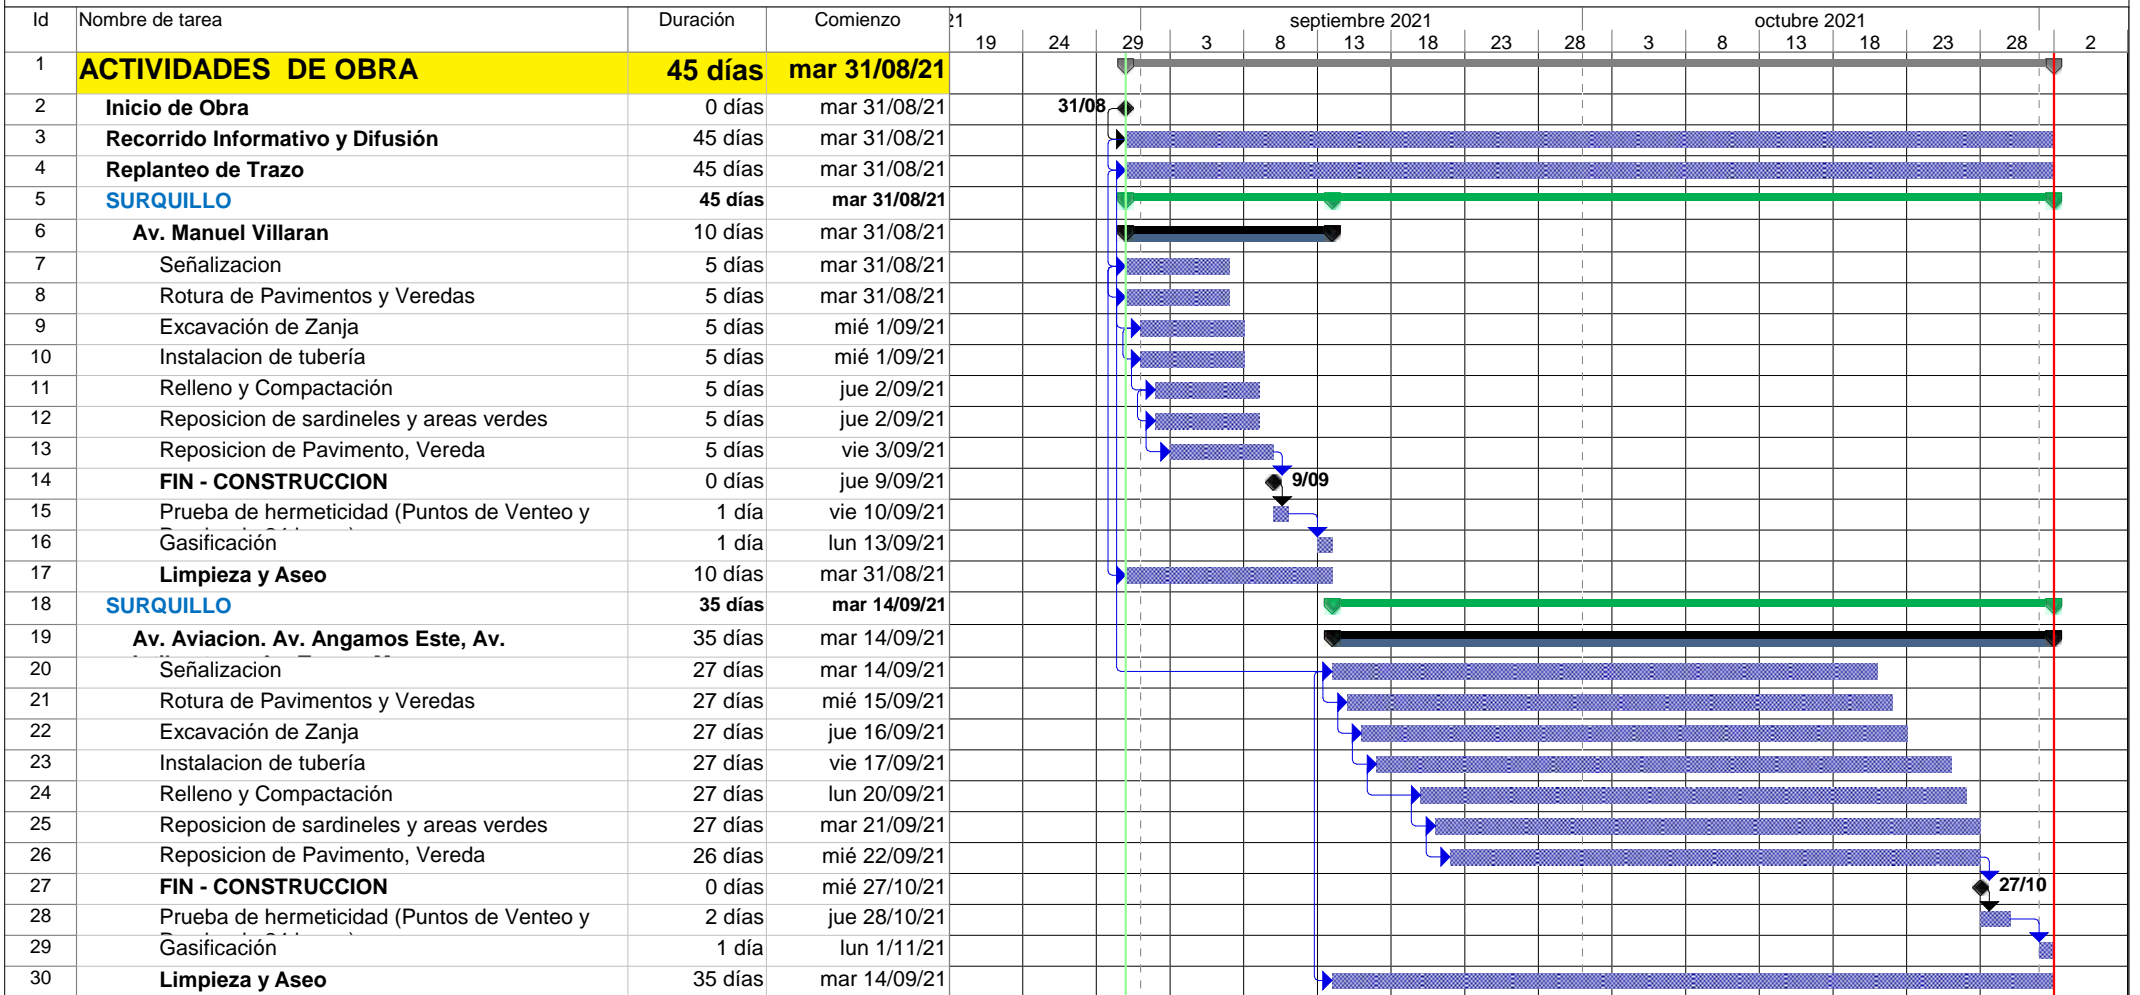 Id Nombre de tarea Duración Comienzo 21 septiembre 2021 octubre 2021
19 24 29 3 8 13 18 23 28 3 8 13 18 23 28 2
1 ACTIVIDADES DE OBRA 45 días mar 31/08/21
2 Inicio de Obra 0 días mar 31/08/21 31/08
3 Recorrido Informativo y Difusión 45 días mar 31/08/21
4 Replanteo de Trazo 45 días mar 31/08/21
5 SURQUILLO 45 días mar 31/08/21
6 Av. Manuel Villaran 10 días mar 31/08/21
7 Señalizacion 5 días mar 31/08/21
8 Rotura de Pavimentos y Veredas 5 días mar 31/08/21
9 Excavación de Zanja 5 días mié 1/09/21
10 Instalacion de tubería 5 días mié 1/09/21
11 Relleno y Compactación 5 días jue 2/09/21
12 Reposicion de sardineles y areas verdes 5 días jue 2/09/21
13 Reposicion de Pavimento, Vereda 5 días vie 3/09/21
14 FIN - CONSTRUCCION 0 días jue 9/09/21 9/09
15 Prueba de hermeticidad (Puntos de Venteo y 1 día vie 10/09/21
16 Gasificación 1 día lun 13/09/21
17 Limpieza y Aseo 10 días mar 31/08/21
18 SURQUILLO 35 días mar 14/09/21
19 Av. Aviacion. Av. Angamos Este, Av. 35 días mar 14/09/21
20 Señalizacion 27 días mar 14/09/21
21 Rotura de Pavimentos y Veredas 27 días mié 15/09/21
22 Excavación de Zanja 27 días jue 16/09/21
23 Instalacion de tubería 27 días vie 17/09/21
24 Relleno y Compactación 27 días lun 20/09/21
25 Reposicion de sardineles y areas verdes 27 días mar 21/09/21
26 Reposicion de Pavimento, Vereda 26 días mié 22/09/21
27 FIN - CONSTRUCCION 0 días mié 27/10/21 27/10
28 Prueba de hermeticidad (Puntos de Venteo y 2 días jue 28/10/21
29 Gasificación 1 día lun 1/11/21
30 Limpieza y Aseo 35 días mar 14/09/21